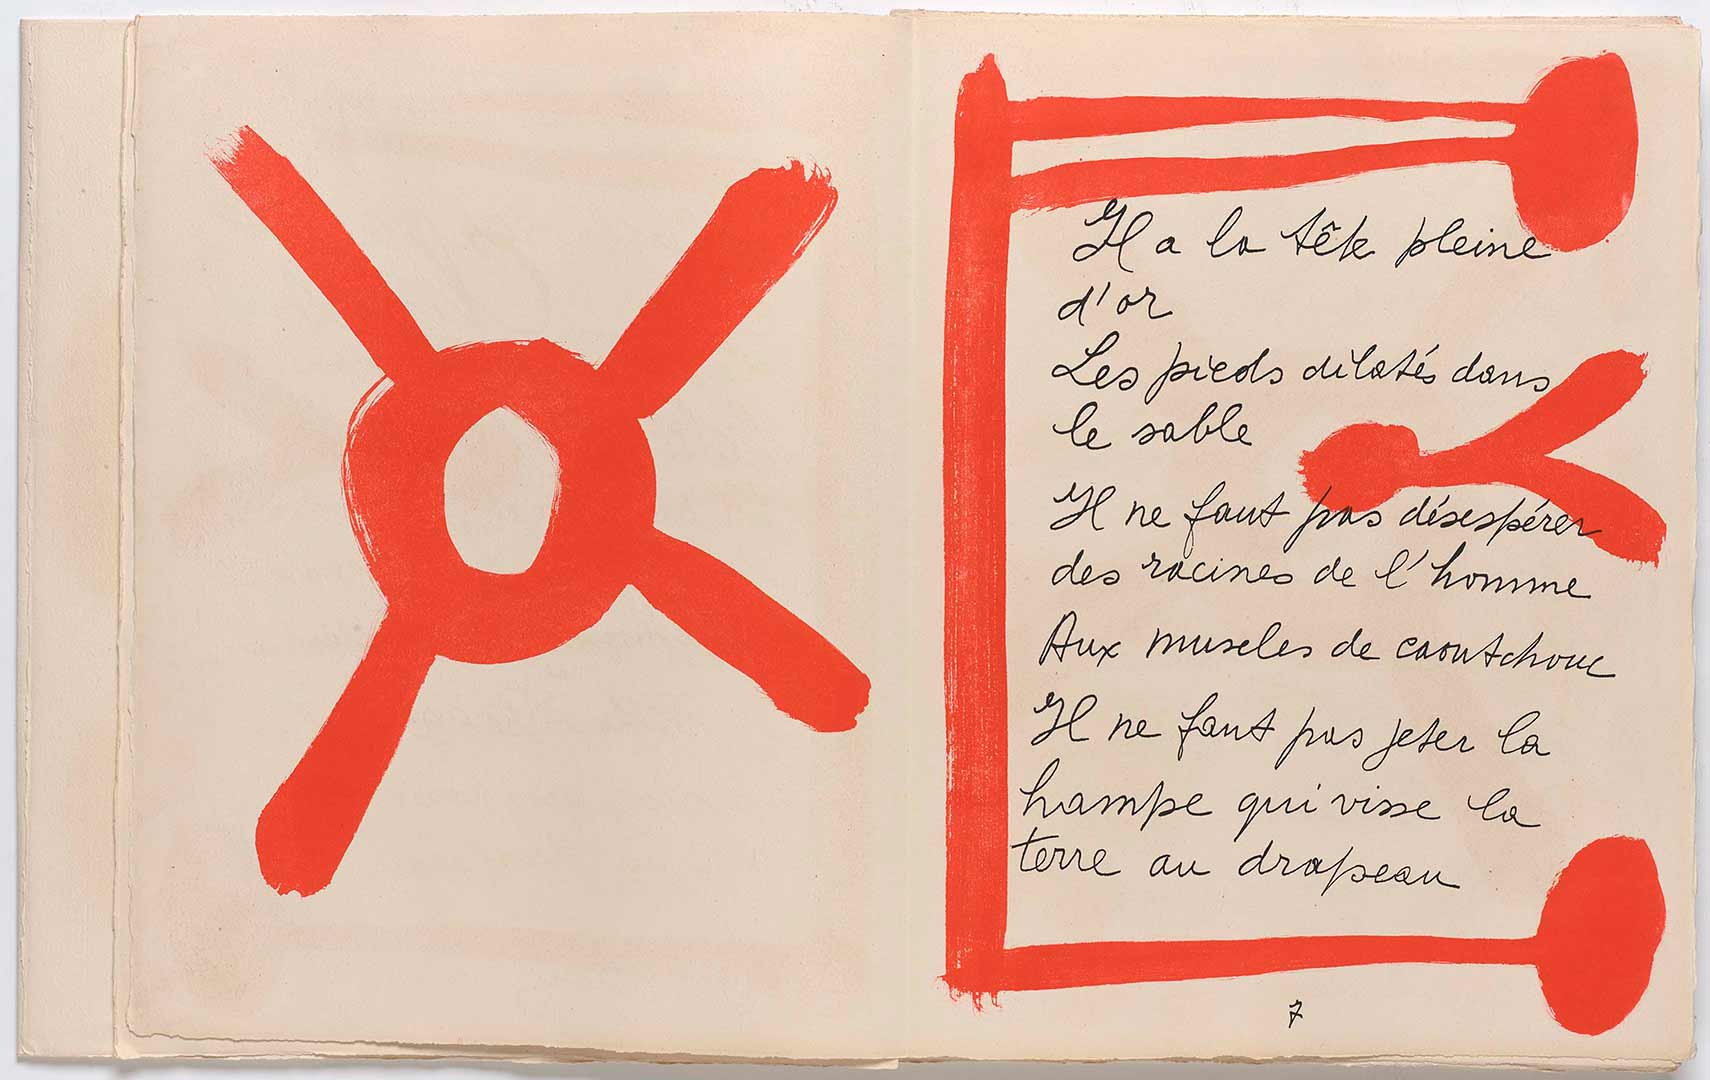 Il a la tête pleine
d'or
Les pieds dilatés dans
le sable
Il ne faut pas désespérer
des racines de l'homme
Aux muscles de caoutchouc
Il ne faut pas jeter la
hampe qui visse la
terre au drapeau
7